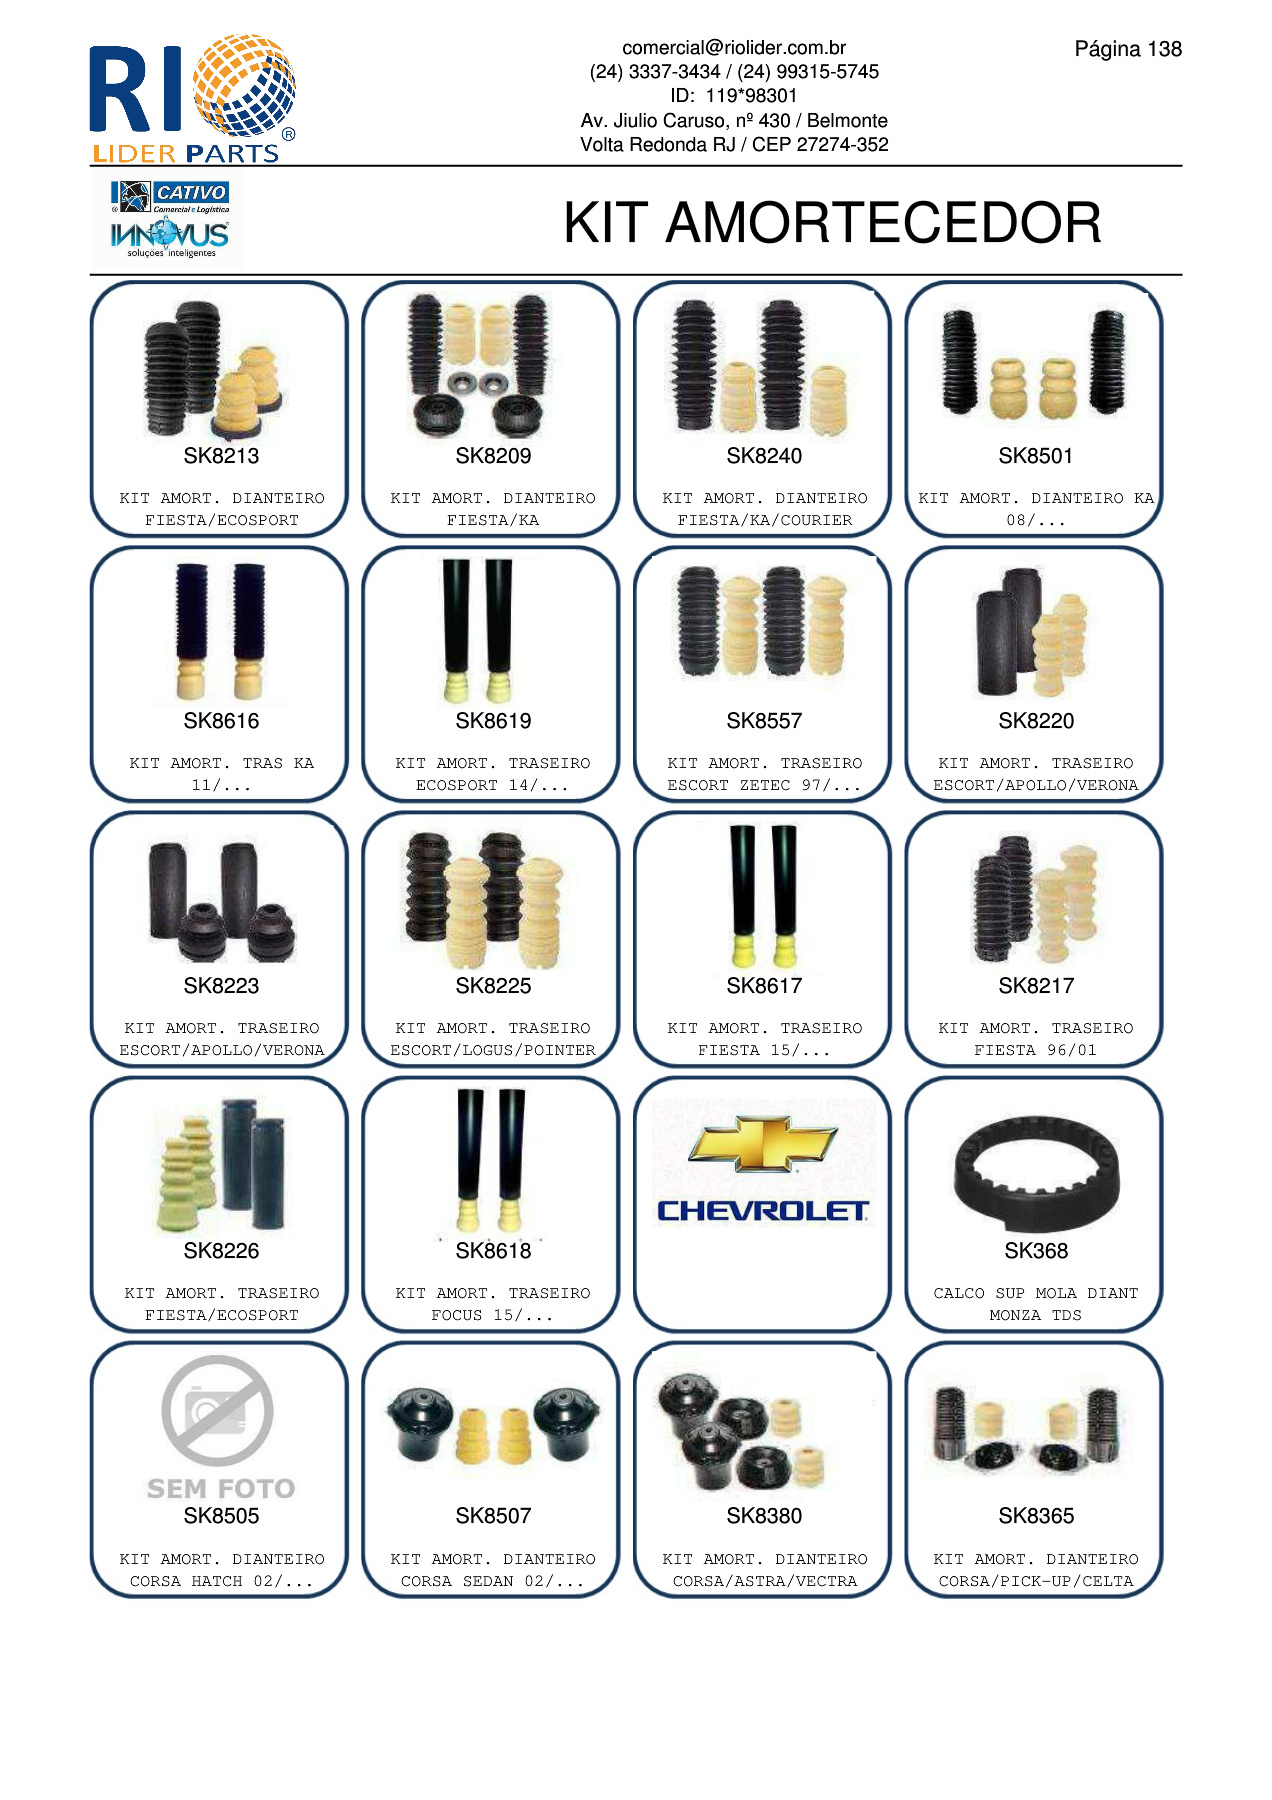 RIO ®
LIDER PARTS
comercial@riolider.com.br
(24) 3337-3434 / (24) 99315-5745
ID: 119*98301
Av. Jiulio Caruso, nº 430 / Belmonte
Volta Redonda RJ / CEP 27274-352
Página 138
CATIVO
Comercial e Logística
INNOVUS
soluções inteligentes
KIT AMORTECEDOR
SK8213
KIT AMORT. DIANTEIRO
FIESTA/ECOSPORT
SK8209
KIT AMORT. DIANTEIRO
FIESTA/KA
SK8240
KIT AMORT. DIANTEIRO
FIESTA/KA/COURIER
SK8501
KIT AMORT. DIANTEIRO KA
08/...
SK8616
KIT AMORT. TRAS KA
11/...
SK8619
KIT AMORT. TRASEIRO
ECOSPORT 14/...
SK8557
KIT AMORT. TRASEIRO
ESCORT ZETEC 97/...
SK8220
KIT AMORT. TRASEIRO
ESCORT/APOLLO/VERONA
SK8223
KIT AMORT. TRASEIRO
ESCORT/APOLLO/VERONA
SK8225
KIT AMORT. TRASEIRO
ESCORT/LOGUS/POINTER
SK8617
KIT AMORT. TRASEIRO
FIESTA 15/...
SK8217
KIT AMORT. TRASEIRO
FIESTA 96/01
SK8226
KIT AMORT. TRASEIRO
FIESTA/ECOSPORT
SK8618
KIT AMORT. TRASEIRO
FOCUS 15/...
CHEVROLET
SK368
CALCO SUP MOLA DIANT
MONZA TDS
SEM FOTO
SK8505
KIT AMORT. DIANTEIRO
CORSA HATCH 02/...
SK8507
KIT AMORT. DIANTEIRO
CORSA SEDAN 02/...
SK8380
KIT AMORT. DIANTEIRO
CORSA/ASTRA/VECTRA
SK8365
KIT AMORT. DIANTEIRO
CORSA/PICK-UP/CELTA